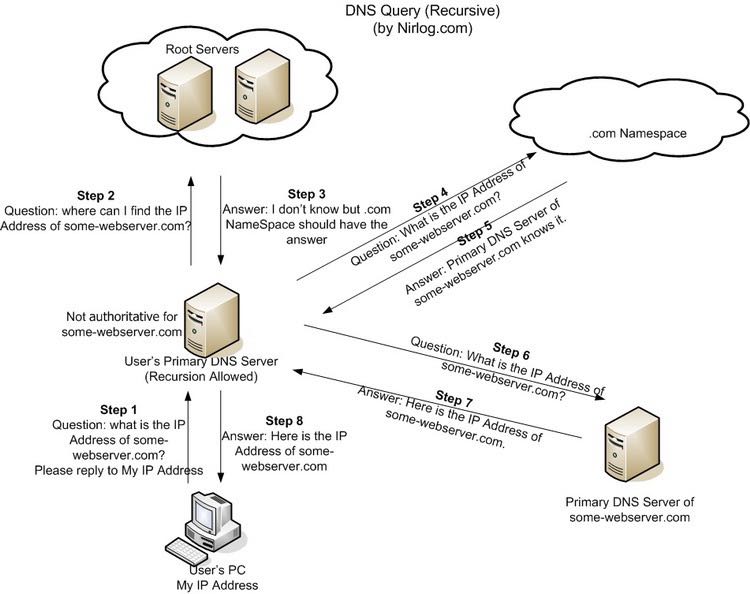 DNS Query (Recursive)
(by Nirlog.com)
Root Servers
.com Namespace
Step 2
Question: where can I find the IP
Address of some-webserver.com?
Step 3
Answer: I don't know but .com
NameSpace should have the
answer
Step 4
Question: What is the IP Address of
some-webserver.com?
Step 5
Answer: Primary DNS Server of
some-webserver.com knows it.
Not authoritative for
some-webserver.com
User's Primary DNS Server
(Recursion Allowed)
Step 6
Question: What is the IP Address of
some-webserver.com?
Step 7
Answer: Here is the IP Address of
some-webserver.com.
Step 1
Question: what is the IP
Address of some-
webserver.com?
Please reply to My IP Address
Step 8
Answer: Here is the IP
Address of some-
webserver.com
Primary DNS Server of
some-webserver.com
User's PC
My IP Address